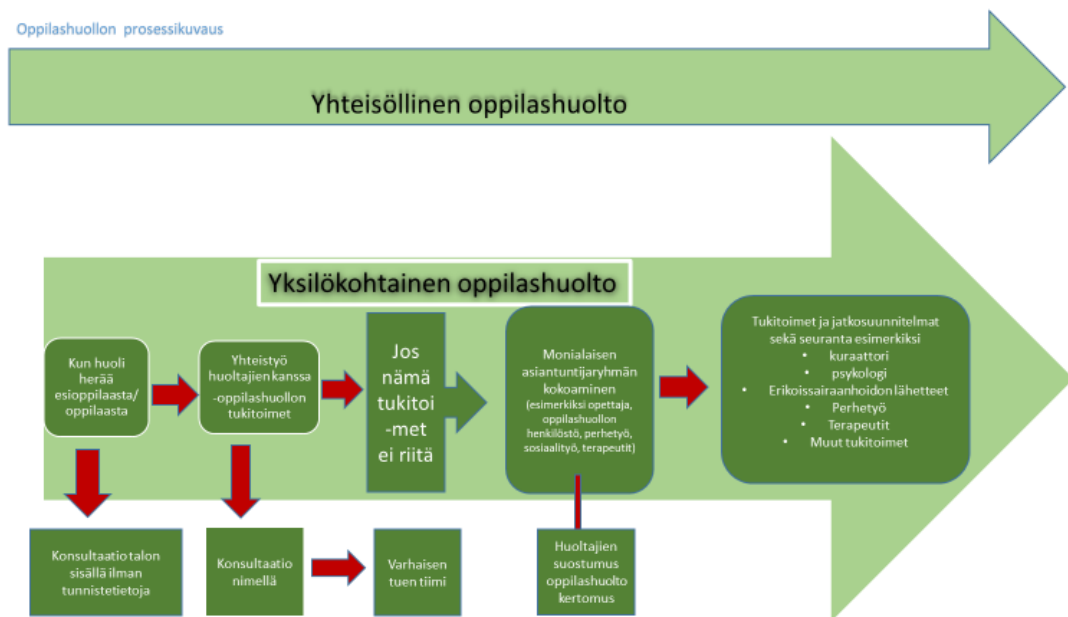 Oppilashuollon prosessikuvaus
Yhteisöllinen oppilashuolto
Yksilökohtainen oppilashuolto
Kun huoli
herää
esioppilaasta/
oppilaasta
Yhteistyö
huoltajien kanssa
-oppilashuollon
tukitoimet
Jos
nämä
tukitoi
-met
ei riitä
Monialaisen
asiantuntijaryhmän
kokoaminen
(esimerkiksi opettaja,
oppilashuollon
henkilöstö, perhetyö,
sosiaalityö, terapeutit)
Tukitoimet ja jatkosuunnitelmat
sekä seuranta esimerkiksi
• kuraattori
• psykologi
• Erikoissairaanhoidon lähetteet
• Perhetyö
• Terapeutit
• Muut tukitoimet
Konsultaatio talon
sisällä ilman
tunnistetietoja
Konsultaatio
nimellä
Varhaisen
tuen tiimi
Huoltajien
suostumus
oppilashuolto
kertomus